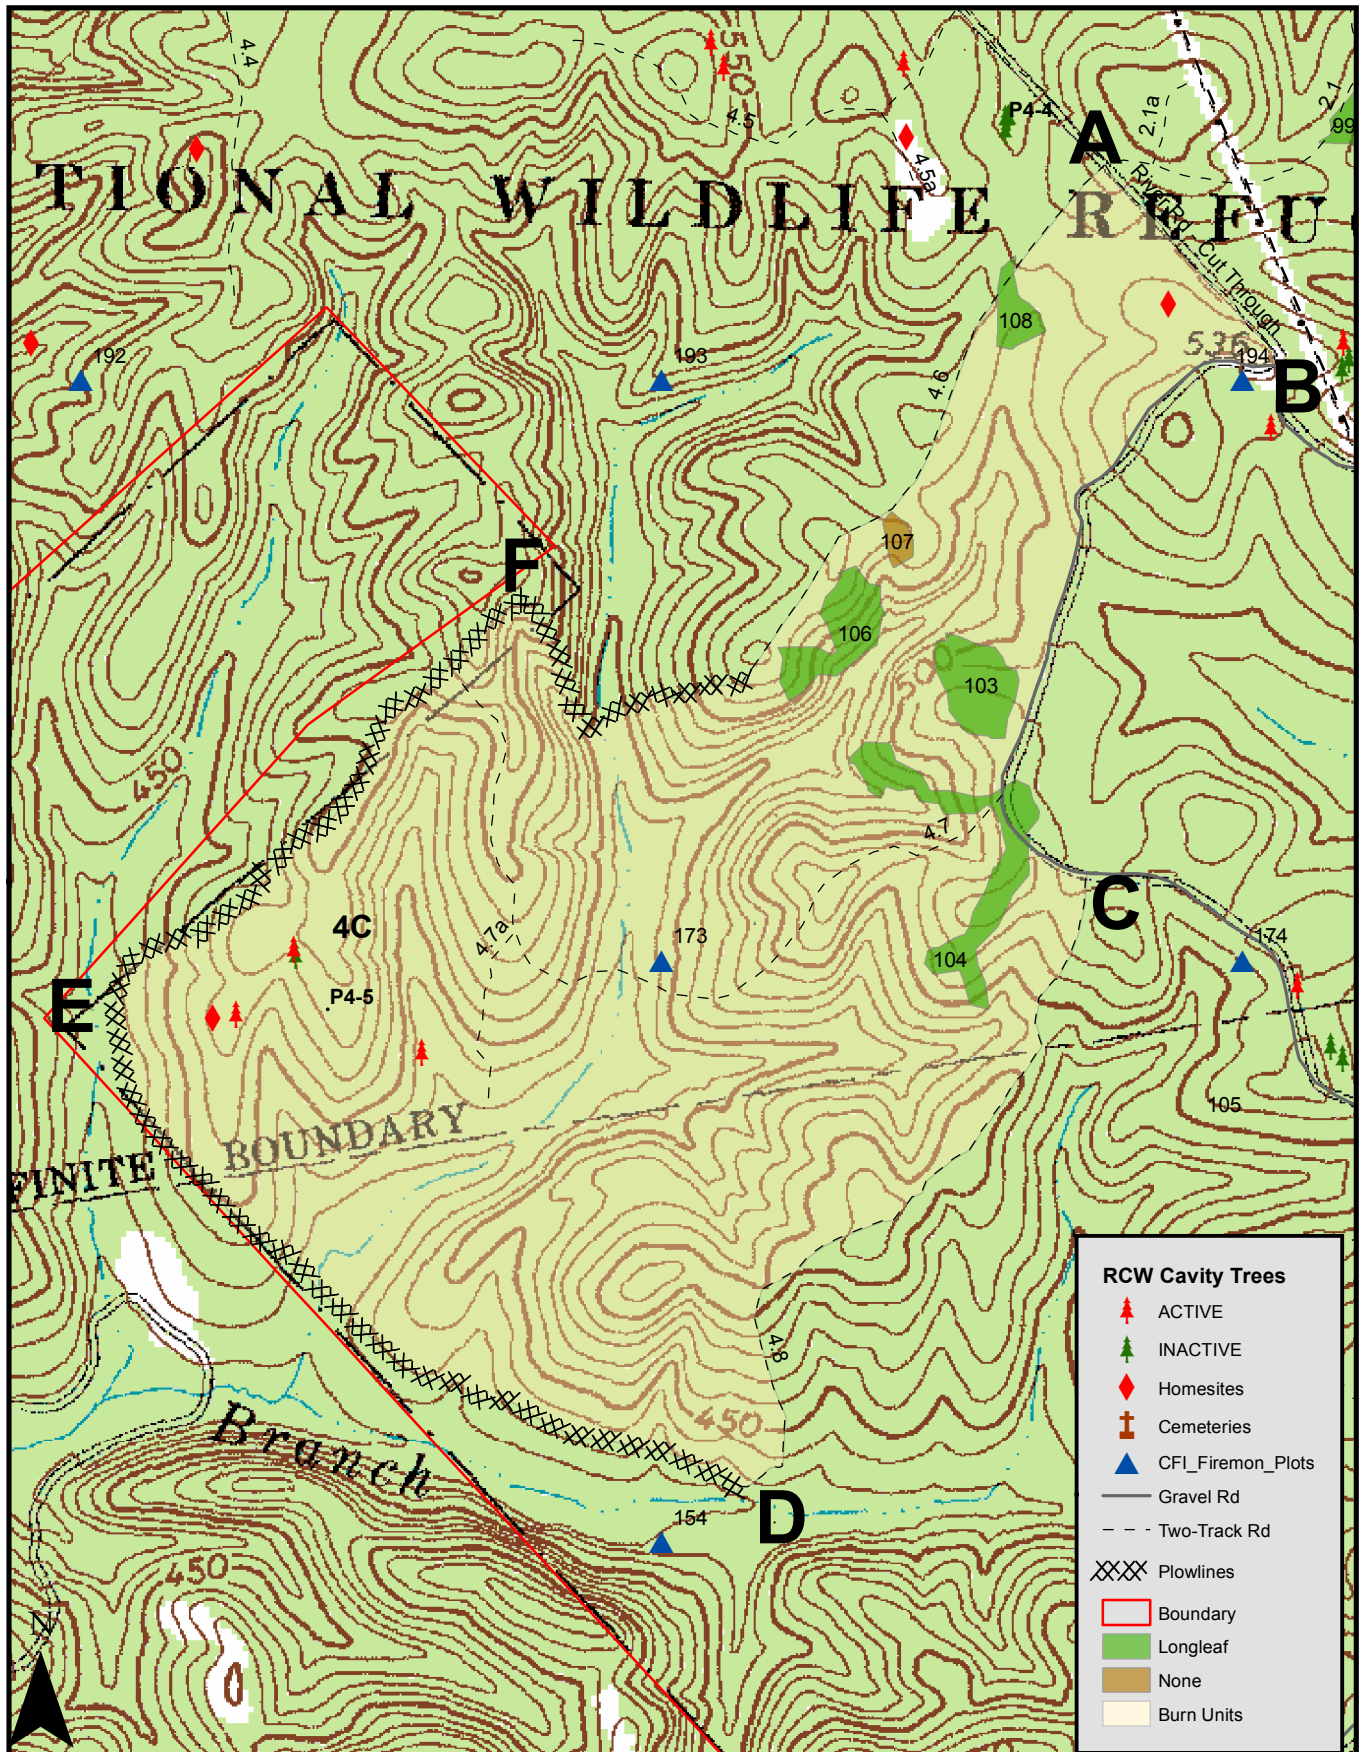 4.4
550
4.5
P4-4
A
2.1a
2.1
99
4.5a
TIONAL WILDLIFE REFU
River Rd_Cut Through
108
536
192
193
194
B
4.6
107
F
106
50
103
450
4.7
C
4C
4.7a
173
174
104
E
P4-5
105
BOUNDARY
FINITE
4.8
450
Branch
D
154
450
N
RCW Cavity Trees
ACTIVE
INACTIVE
Homesites
Cemeteries
CFI_Firemon_Plots
Gravel Rd
Two-Track Rd
Plowlines
Boundary
Longleaf
None
Burn Units